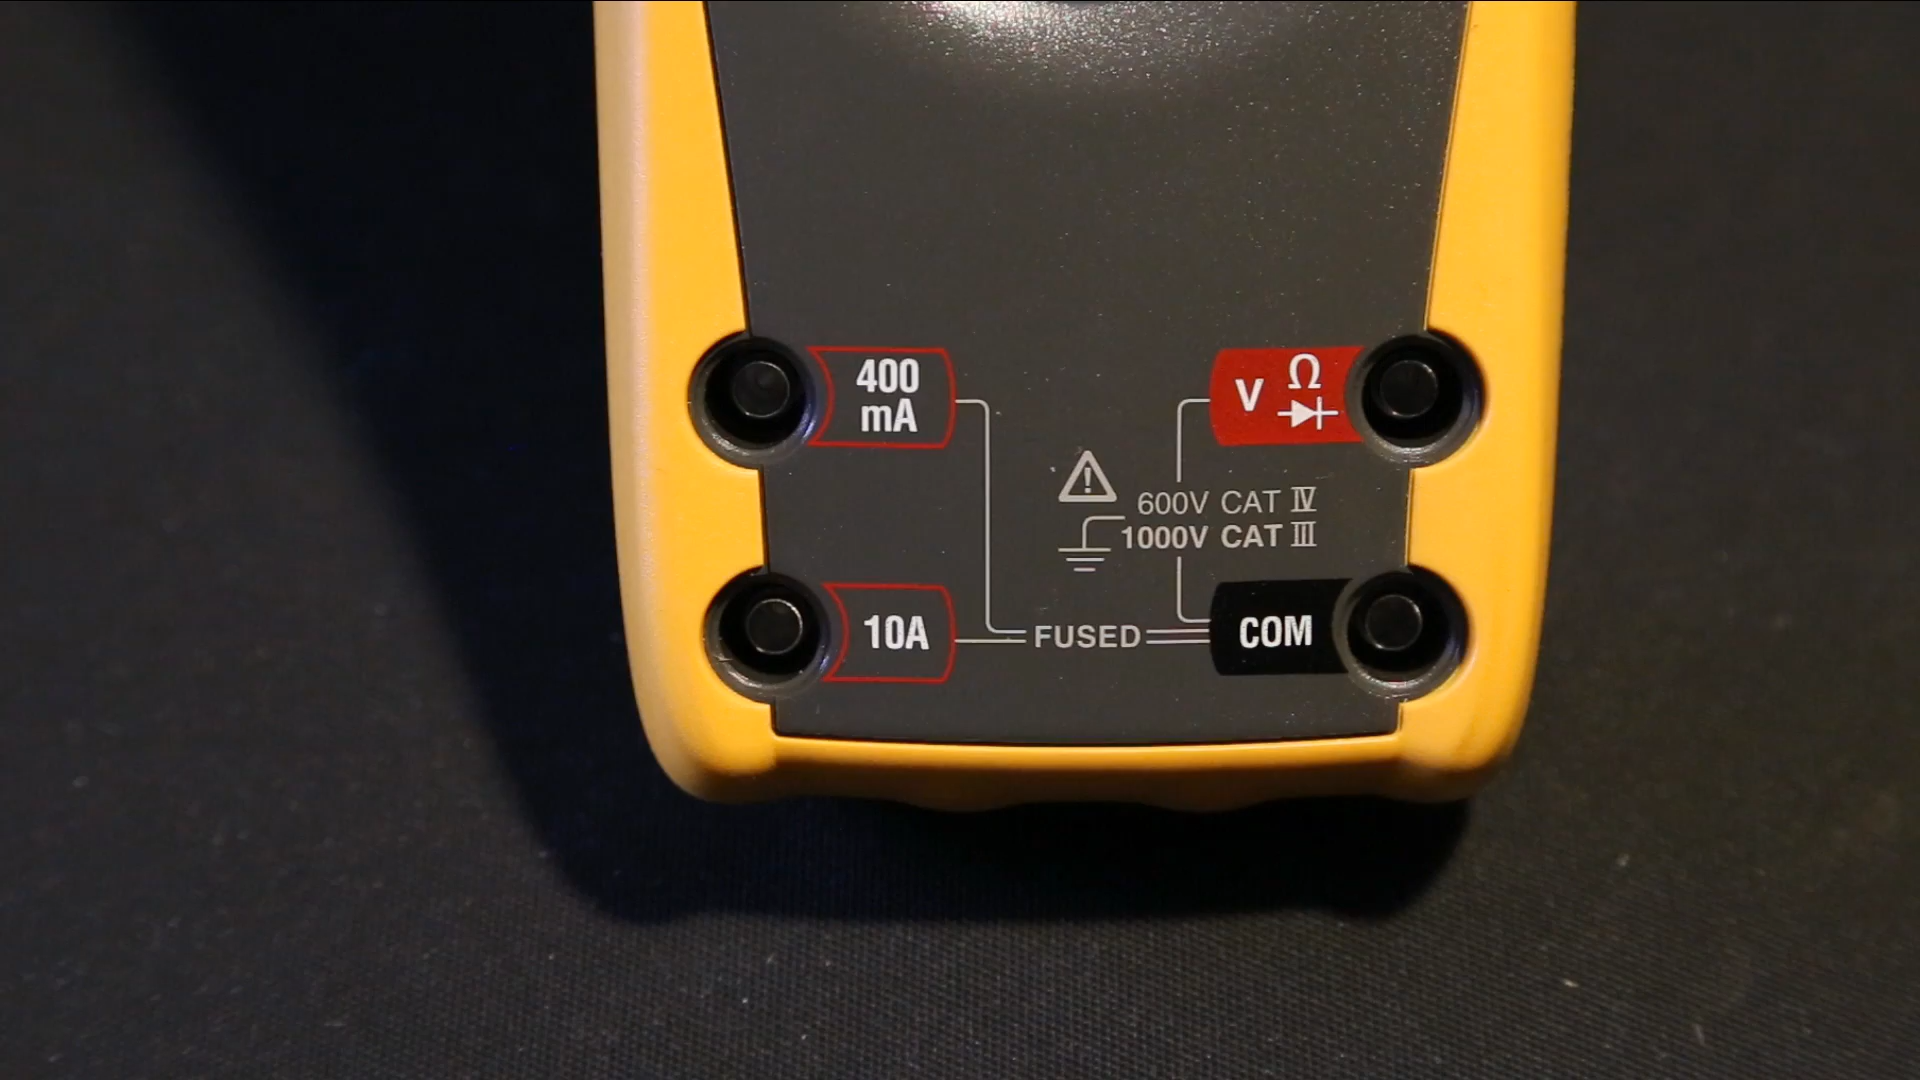 400
mA
V Ω
600V CAT IV
1000V CAT III
10A
FUSED
COM